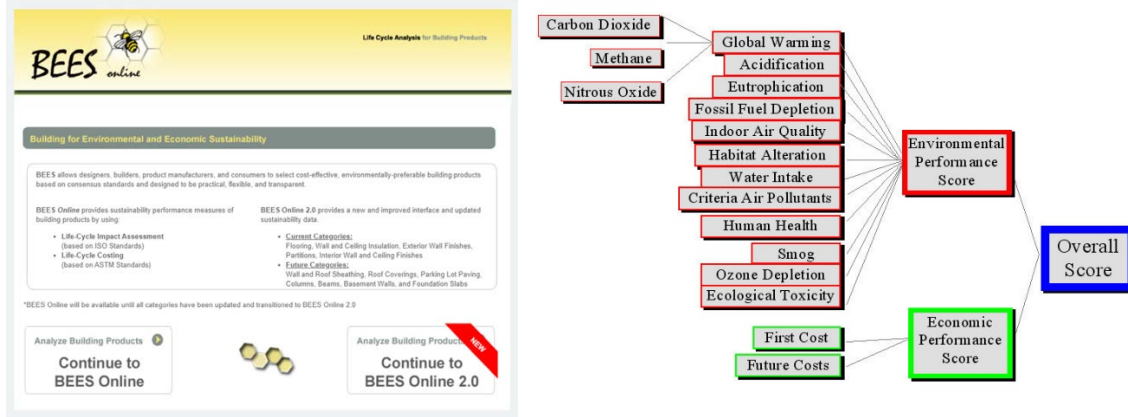 BEES online
Life Cycle Analysis for Building Products
Building for Environmental and Economic Sustainability
BEES allows designers, builders, product manufacturers, and consumers to select cost-effective, environmentally-preferable building products
based on consensus standards and designed to be practical, flexible, and transparent.
BEES Online provides sustainability performance measures of
building products by using:
• Life-Cycle Impact Assessment
(based on ISO Standards)
• Life-Cycle Costing
(based on ASTM Standards)
BEES Online 2.0 provides a new and improved interface and updated
sustainability data.
• Current Categories:
Flooring, Wall and Ceiling Insulation, Exterior Wall Finishes,
Partitions, Interior Wall and Ceiling Finishes
• Future Categories:
Wall and Roof Sheathing, Roof Coverings, Parking Lot Paving,
Columns, Beams, Basement Walls, and Foundation Slabs
*BEES Online will be available until all categories have been updated and transitioned to BEES Online 2.0
Analyze Building Products
Continue to
BEES Online
Analyze Building Produc
NEW
Continue to
BEES Online 2.0
Carbon Dioxide
Methane
Nitrous Oxide
Global Warming
Acidification
Eutrophication
Fossil Fuel Depletion
Indoor Air Quality
Habitat Alteration
Water Intake
Criteria Air Pollutants
Human Health
Smog
Ozone Depletion
Ecological Toxicity
First Cost
Future Costs
Environmental
Performance
Score
Economic
Performance
Score
Overall
Score